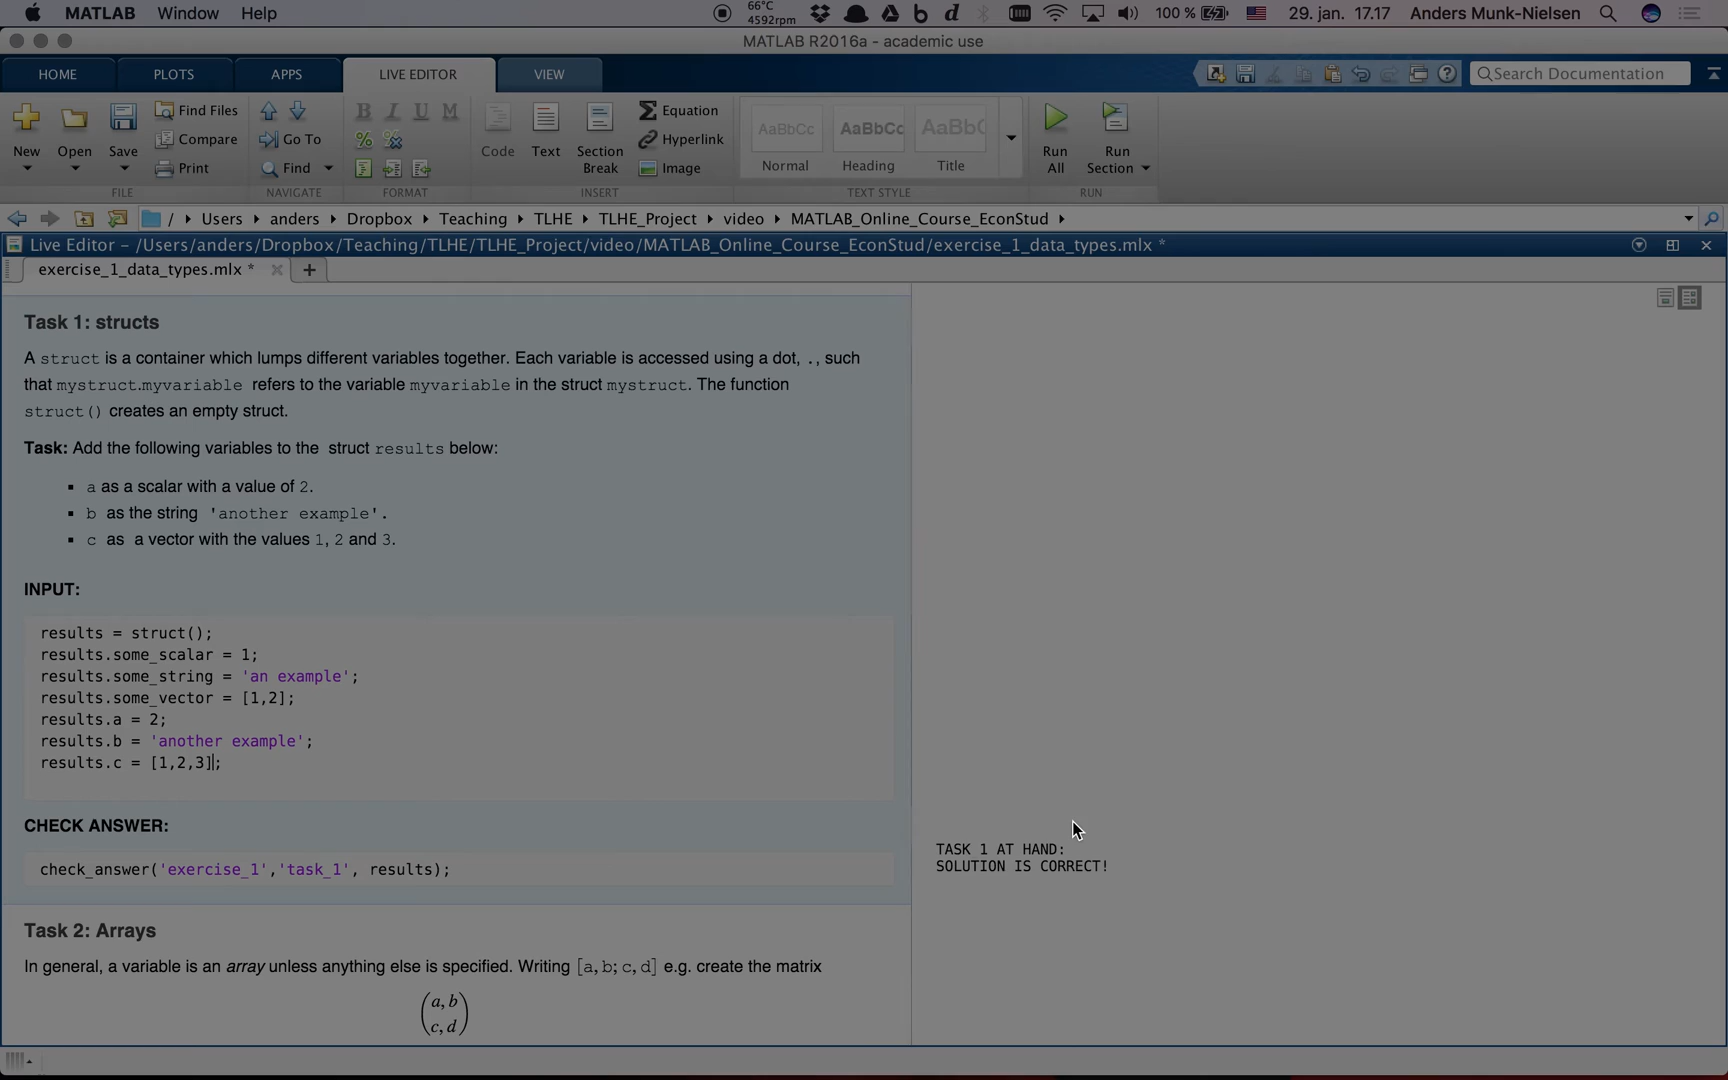 MATLAB Window Help 66°C 4592rpm 100 % 29. jan. 17.17 Anders Munk-Nielsen
MATLAB R2016a - academic use
HOME PLOTS APPS LIVE EDITOR VIEW Search Documentation
New Open Save Find Files Compare Print Go To Find B I U M Code Text Section Break Equation Hyperlink Image AaBbCc Normal AaBbCc Heading AaBbC Title Run All Run Section
FILE NAVIGATE FORMAT INSERT TEXT STYLE RUN
/ Users anders Dropbox Teaching TLHE TLHE_Project video MATLAB_Online_Course_EconStud
Live Editor - /Users/anders/Dropbox/Teaching/TLHE/TLHE_Project/video/MATLAB_Online_Course_EconStud/exercise_1_data_types.mlx *
exercise_1_data_types.mlx *
Task 1: structs
A struct is a container which lumps different variables together. Each variable is accessed using a dot, ., such
that mystruct.myvariable refers to the variable myvariable in the struct mystruct. The function
struct() creates an empty struct.
Task: Add the following variables to the struct results below:
a as a scalar with a value of 2.
b as the string 'another example'.
c as a vector with the values 1, 2 and 3.
INPUT:
results = struct();
results.some_scalar = 1;
results.some_string = 'an example';
results.some_vector = [1,2];
results.a = 2;
results.b = 'another example';
results.c = [1,2,3];
CHECK ANSWER:
check_answer('exercise_1','task_1', results);
TASK 1 AT HAND:
SOLUTION IS CORRECT!
Task 2: Arrays
In general, a variable is an array unless anything else is specified. Writing [a, b; c, d] e.g. create the matrix
(a, b
c, d)